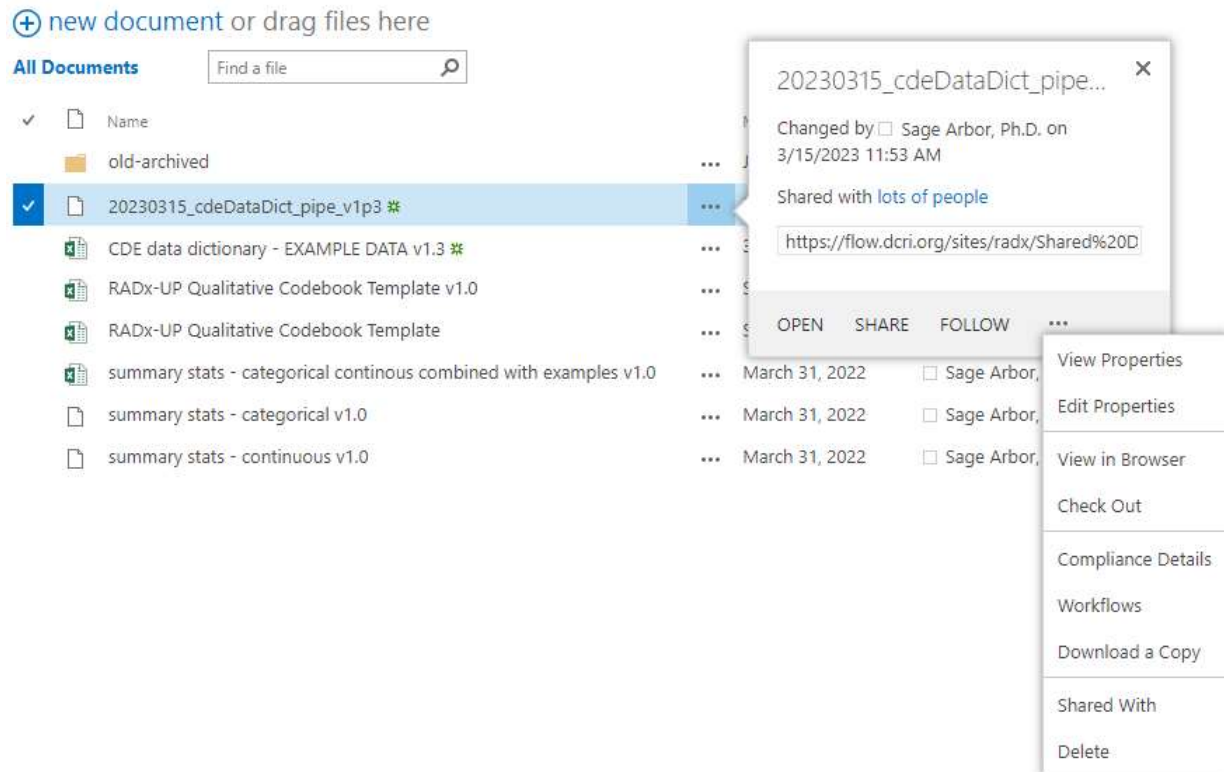 new document or drag files here
All Documents
Find a file
Name
old-archived
20230315_cdeDataDict_pipe_v1p3
CDE data dictionary - EXAMPLE DATA v1.3
RADx-UP Qualitative Codebook Template v1.0
RADx-UP Qualitative Codebook Template
summary stats - categorical continous combined with examples v1.0 ... March 31, 2022 Sage Arbor,
summary stats - categorical v1.0 ... March 31, 2022 Sage Arbor,
summary stats - continuous v1.0 ... March 31, 2022 Sage Arbor,
20230315_cdeDataDict_pipe...
Changed by Sage Arbor, Ph.D. on
3/15/2023 11:53 AM
Shared with lots of people
https://flow.dcri.org/sites/radx/Shared%20D
OPEN SHARE FOLLOW ...
View Properties
Edit Properties
View in Browser
Check Out
Compliance Details
Workflows
Download a Copy
Shared With
Delete